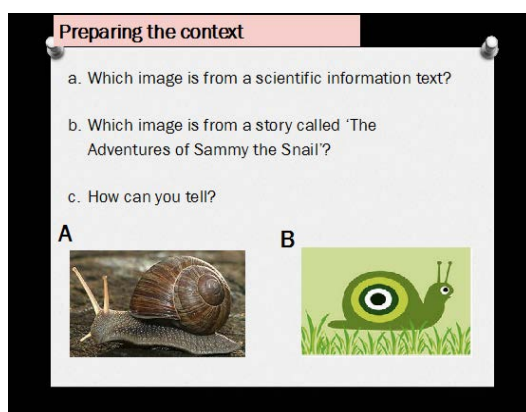 Preparing the context
a. Which image is from a scientific information text?
b. Which image is from a story called ‘The
Adventures of Sammy the Snail’?
c. How can you tell?
A
B